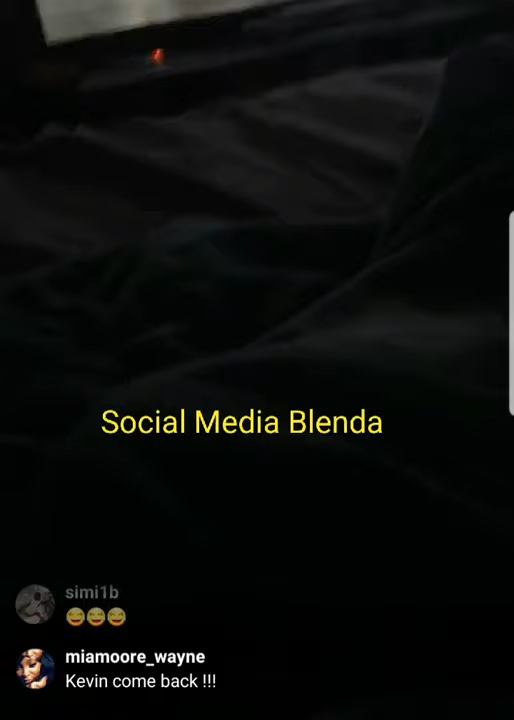 Social Media Blenda
simi1b
😆😆😆
miamoore_wayne
Kevin come back !!!